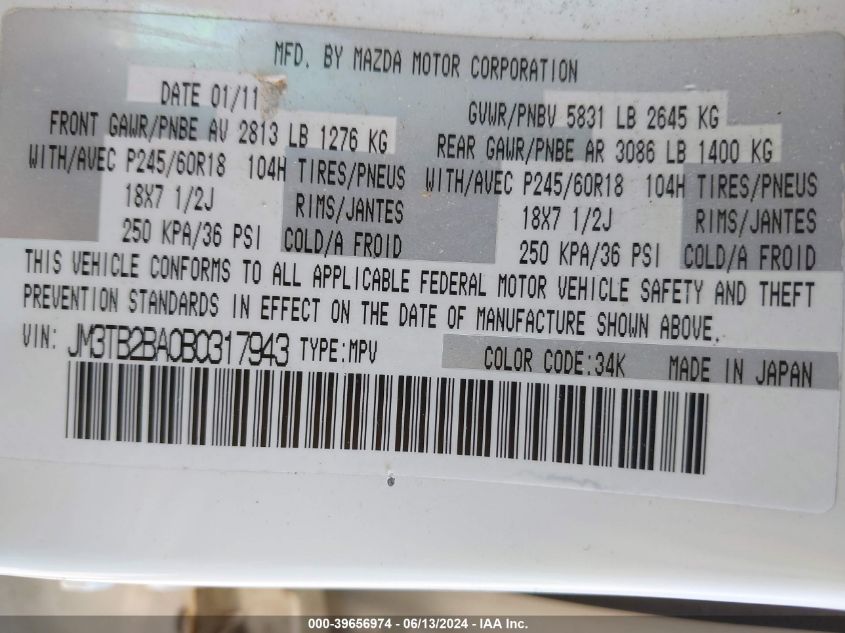 MFD. BY MAZDA MOTOR CORPORATION
DATE 01/11 GVWR/PNBV 5831 LB 2645 KG
FRONT GAWR/PNBE AV 2813 LB 1276 KG REAR GAWR/PNBE AR 3086 LB 1400 KG
WITH/AVEC P245/60R18 104H TIRES/PNEUS WITH/AVEC P245/60R18 104H TIRES/PNEUS
18X7 1/2J RIMS/JANTES 18X7 1/2J RIMS/JANTES
250 KPA/36 PSI COLD/A FROID 250 KPA/36 PSI COLD/A FROID
THIS VEHICLE CONFORMS TO ALL APPLICABLE FEDERAL MOTOR VEHICLE SAFETY AND THEFT
PREVENTION STANDARDS IN EFFECT ON THE DATE OF MANUFACTURE SHOWN ABOVE.
VIN: JM3TB2BA0B0317943 TYPE:MPV COLOR CODE:34K MADE IN JAPAN
000-39656974 - 06/13/2024 - IAA Inc.